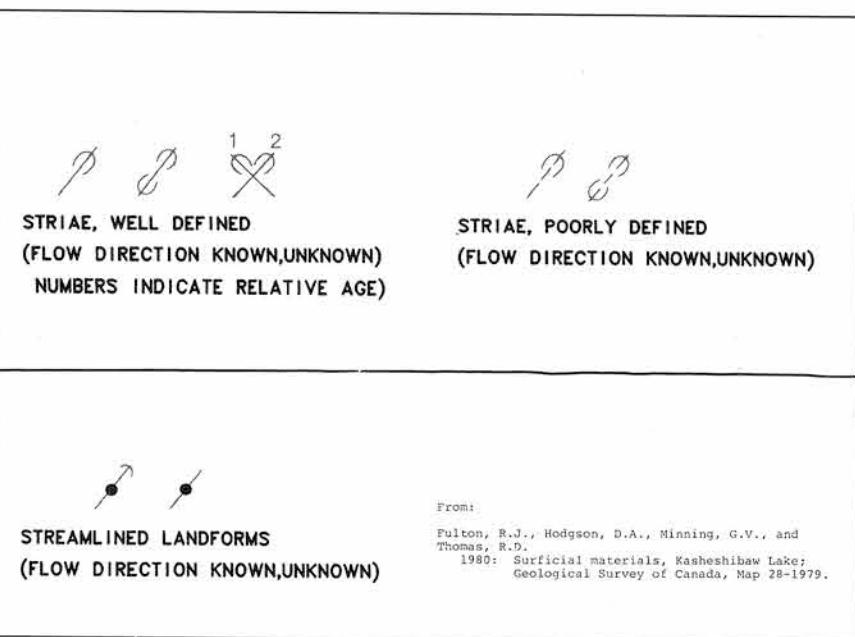 1 2
STRIAE, WELL DEFINED
(FLOW DIRECTION KNOWN,UNKNOWN)
NUMBERS INDICATE RELATIVE AGE)
STRIAE, POORLY DEFINED
(FLOW DIRECTION KNOWN,UNKNOWN)
STREAMLINED LANDFORMS
(FLOW DIRECTION KNOWN,UNKNOWN)
From:
Fulton, R.J., Hodgson, D.A., Minning, G.V., and
Thomas, R.D.
1980: Surficial materials, Kasheshibaw Lake;
Geological Survey of Canada, Map 28-1979.